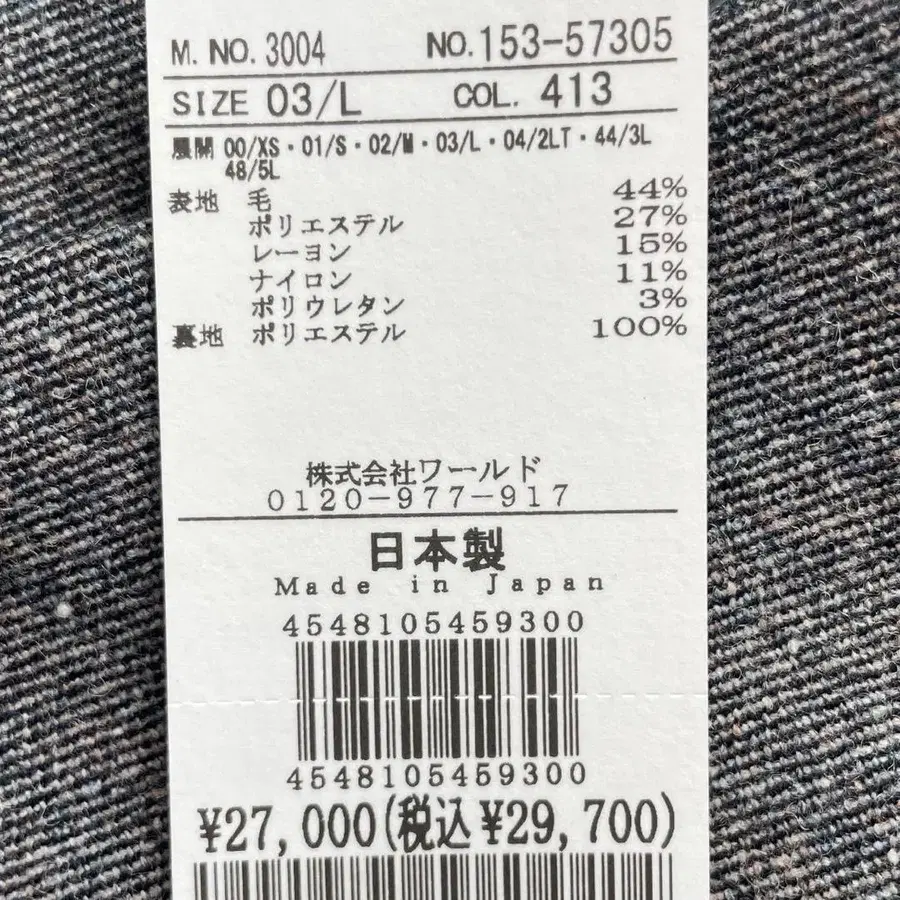 M. NO. 3004 NO. 153-57305
SIZE 03/L COL. 413
展開 00/XS・01/S・02/M・03/L・04/2LT・44/3L
48/5L
表地 毛 44%
ポリエステル 27%
レーヨン 15%
ナイロン 11%
ポリウレタン 3%
裏地 ポリエステル 100%
株式会社ワールド
0120-977-917
日本製
Made in Japan
4548105459300
4548105459300
¥27,000(税込¥29,700)